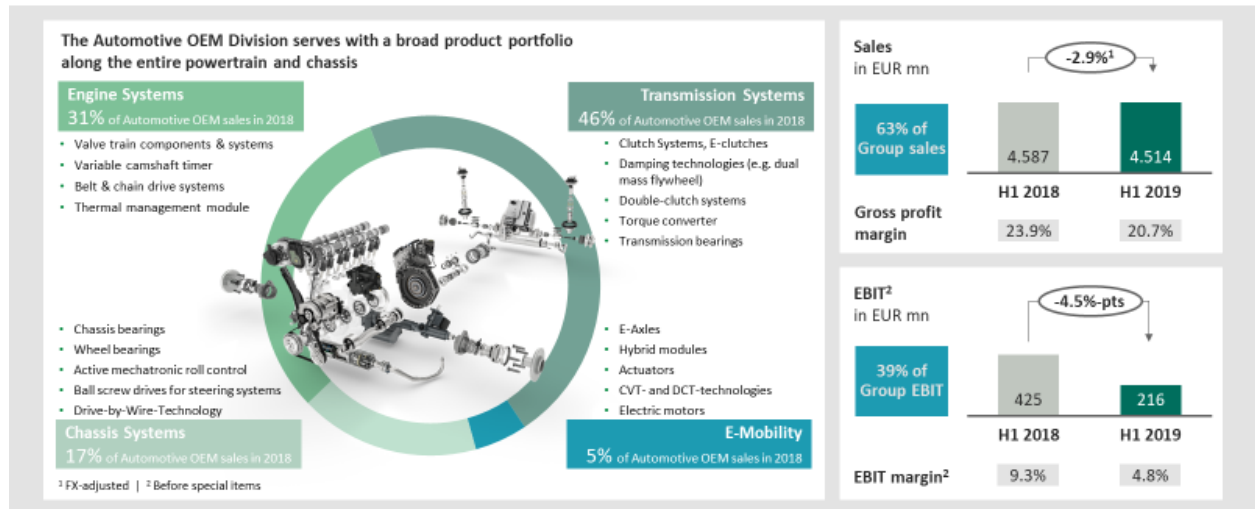 The Automotive OEM Division serves with a broad product portfolio
along the entire powertrain and chassis
Engine Systems
31% of Automotive OEM sales in 2018
▪ Valve train components & systems
▪ Variable camshaft timer
▪ Belt & chain drive systems
▪ Thermal management module
Transmission Systems
46% of Automotive OEM sales in 2018
▪ Clutch Systems, E-clutches
▪ Damping technologies (e.g. dual
mass flywheel)
▪ Double-clutch systems
▪ Torque converter
▪ Transmission bearings
▪ Chassis bearings
▪ Wheel bearings
▪ Active mechatronic roll control
▪ Ball screw drives for steering systems
▪ Drive-by-Wire-Technology
Chassis Systems
17% of Automotive OEM sales in 2018
▪ E-Axles
▪ Hybrid modules
▪ Actuators
▪ CVT- and DCT-technologies
▪ Electric motors
E-Mobility
5% of Automotive OEM sales in 2018
¹ FX-adjusted | ² Before special items
Sales
in EUR mn
-2.9%¹
63% of
Group sales
4.587
4.514
H1 2018
H1 2019
Gross profit
margin
23.9%
20.7%
EBIT²
in EUR mn
-4.5%-pts
39% of
Group EBIT
425
216
H1 2018
H1 2019
EBIT margin²
9.3%
4.8%